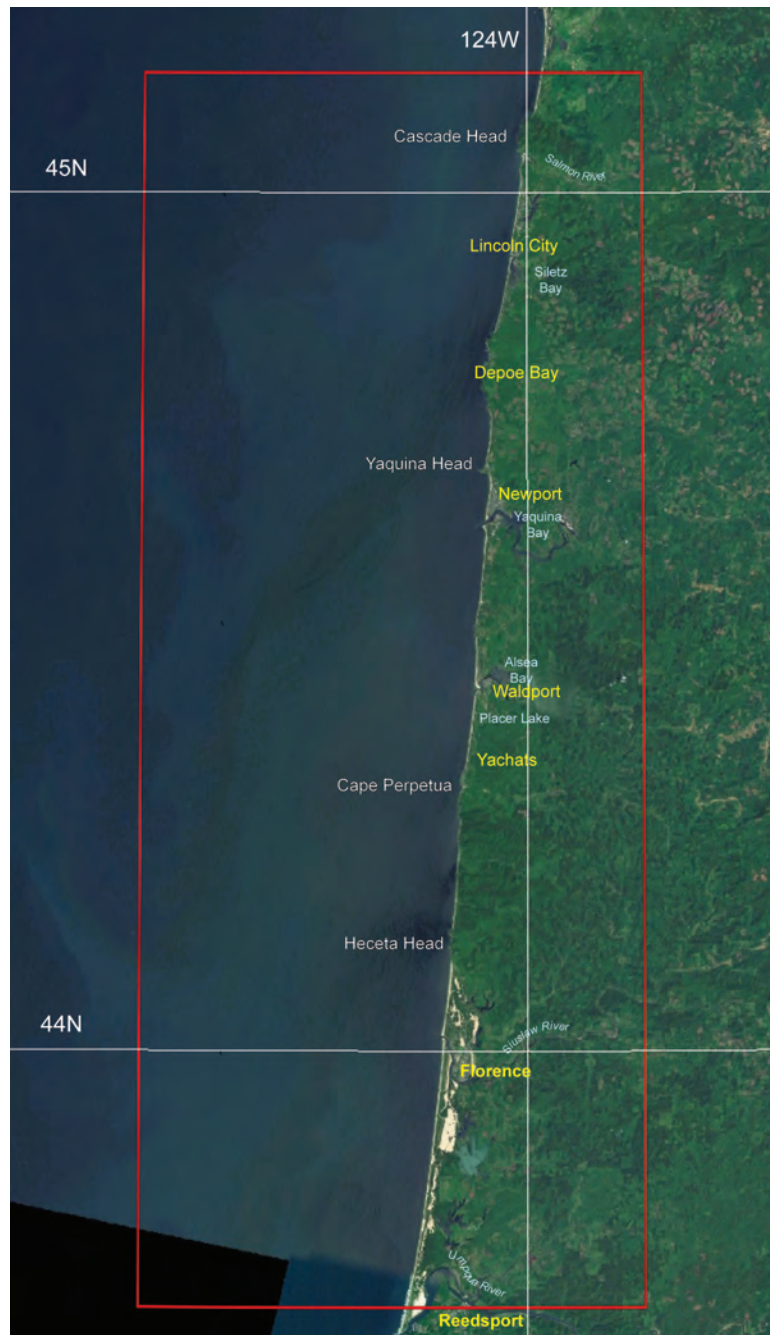 124W
Cascade Head
45N
Salmon River
Lincoln City
Siletz
Bay
Depoe Bay
Yaquina Head
Newport
Yaquina
Bay
Alsea
Bay
Waldport
Placer Lake
Yachats
Cape Perpetua
Heceta Head
44N
Siuslaw River
Florence
Umpqua River
Reedsport